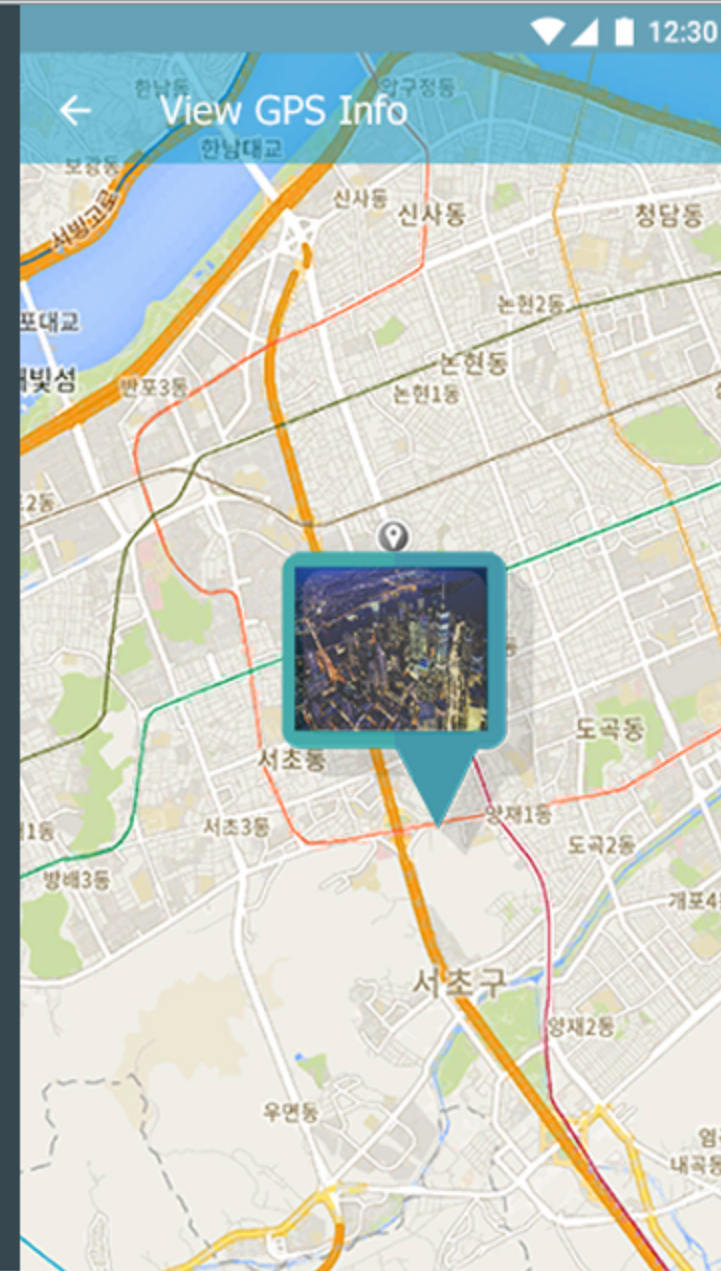 12:30
한남동
압구정동
View GPS Info
한남대교
보광동
신사동
신사동
청담동
서빙고로
논현2동
포대교
논현동
빛섬
반포3동
논현1동
2동
서초동
도곡동
양재1동
1동
서초3동
도곡2동
방배3동
개포4
서초구
양재2동
우면동
염
내곡동